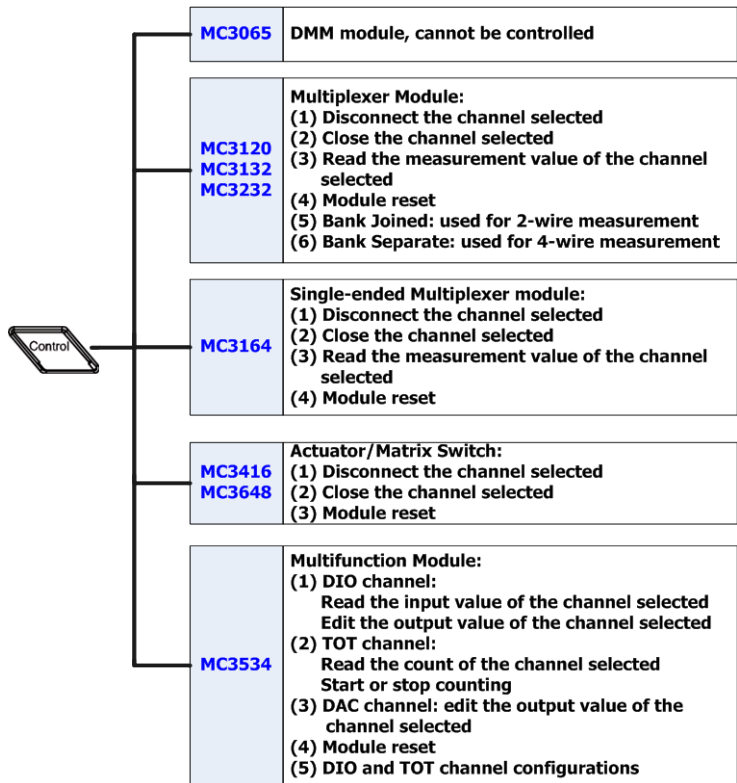 Control
MC3065
DMM module, cannot be controlled
MC3120
MC3132
MC3232
Multiplexer Module:
(1) Disconnect the channel selected
(2) Close the channel selected
(3) Read the measurement value of the channel
selected
(4) Module reset
(5) Bank Joined: used for 2-wire measurement
(6) Bank Separate: used for 4-wire measurement
MC3164
Single-ended Multiplexer module:
(1) Disconnect the channel selected
(2) Close the channel selected
(3) Read the measurement value of the channel
selected
(4) Module reset
MC3416
MC3648
Actuator/Matrix Switch:
(1) Disconnect the channel selected
(2) Close the channel selected
(3) Module reset
MC3534
Multifunction Module:
(1) DIO channel:
Read the input value of the channel selected
Edit the output value of the channel selected
(2) TOT channel:
Read the count of the channel selected
Start or stop counting
(3) DAC channel: edit the output value of the
channel selected
(4) Module reset
(5) DIO and TOT channel configurations